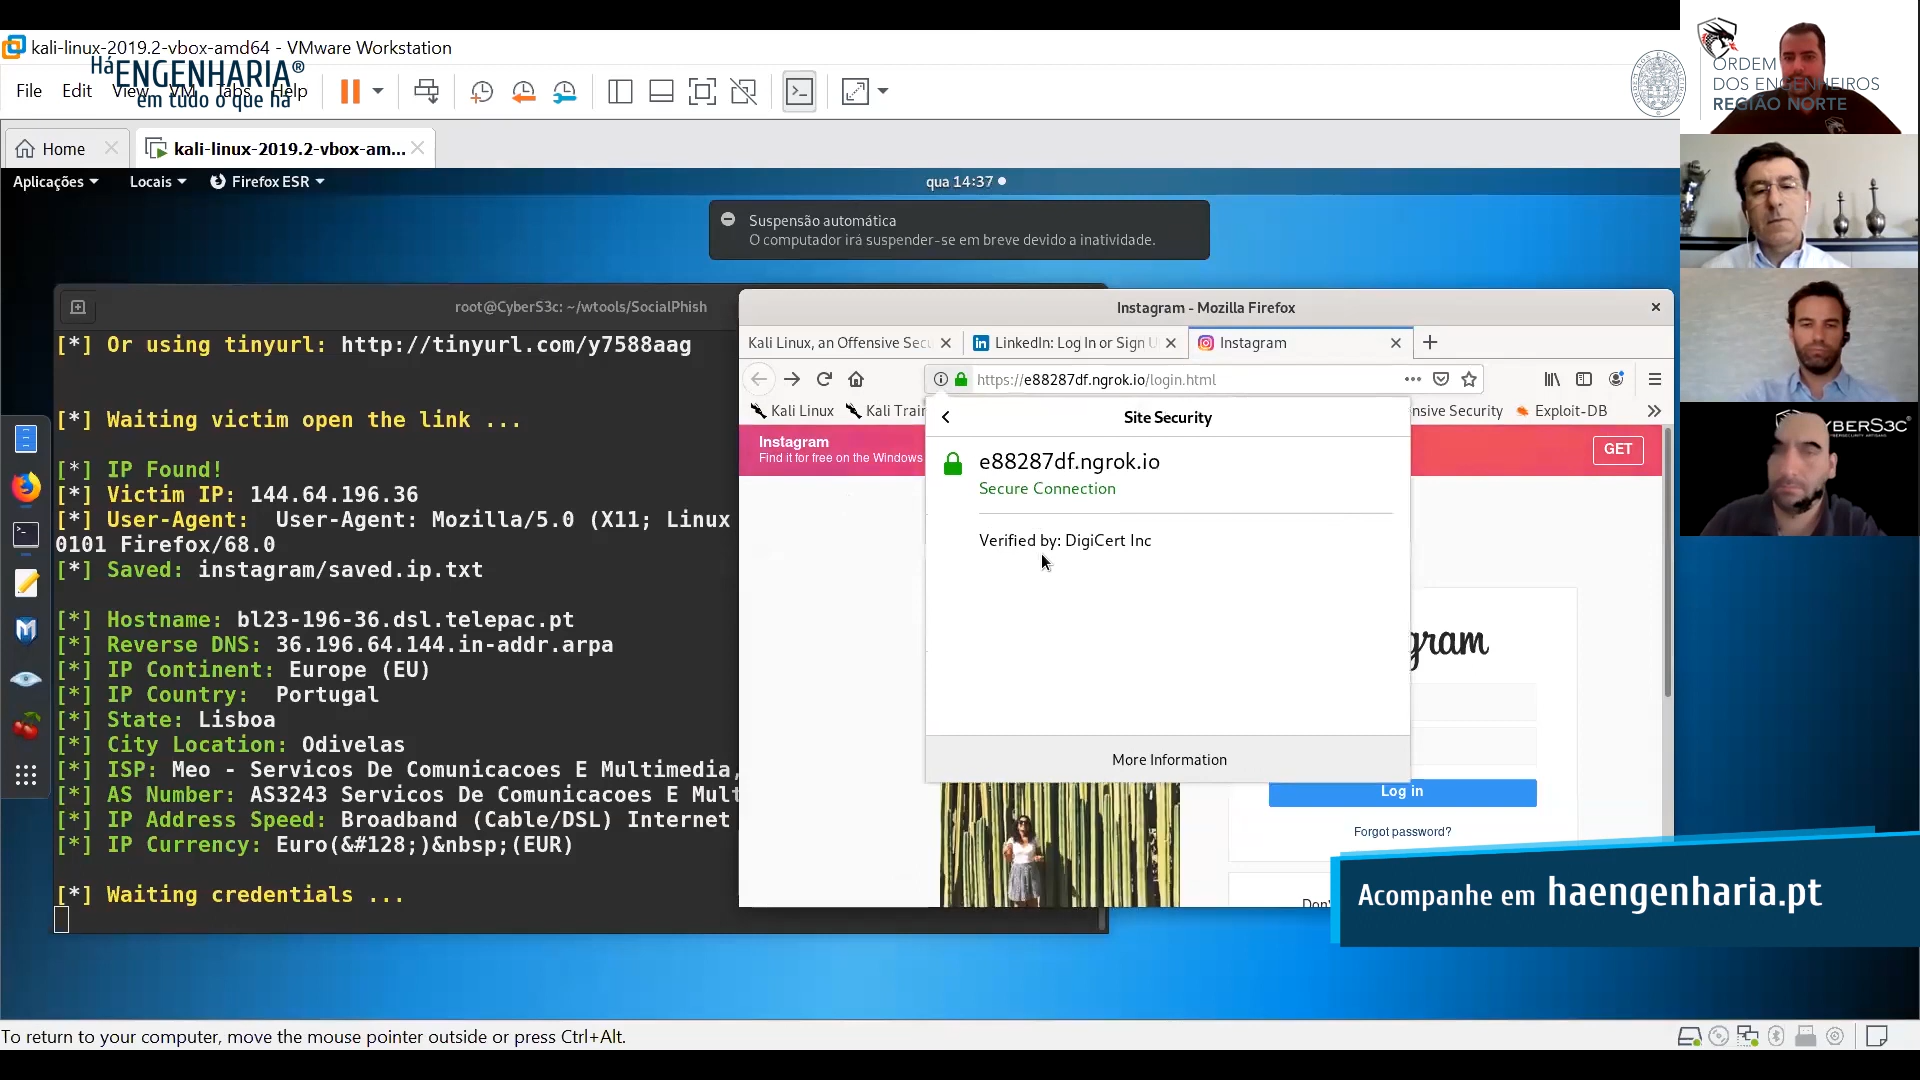 kali-linux-2019.2-vbox-amd64 - VMware Workstation
Há
ENGENHARIA®
em tudo o que há
File Edit View VM Tabs Help
ORDEM
DOS ENGENHEIROS
REGIÃO NORTE
Home
kali-linux-2019.2-vbox-am...
Aplicações
Locais
Firefox ESR
qua 14:37
Suspensão automática
O computador irá suspender-se em breve devido a inatividade.
root@CyberS3c: ~/wtools/SocialPhish
[*] Or using tinyurl: http://tinyurl.com/y7588aag
[*] Waiting victim open the link ...
[*] IP Found!
[*] Victim IP: 144.64.196.36
[*] User-Agent:  User-Agent: Mozilla/5.0 (X11; Linux
0101 Firefox/68.0
[*] Saved: instagram/saved.ip.txt
[*] Hostname: bl23-196-36.dsl.telepac.pt
[*] Reverse DNS: 36.196.64.144.in-addr.arpa
[*] IP Continent: Europe (EU)
[*] IP Country:  Portugal
[*] State: Lisboa
[*] City Location: Odivelas
[*] ISP: Meo - Servicos De Comunicacoes E Multimedia,
[*] AS Number: AS3243 Servicos De Comunicacoes E Mult
[*] IP Address Speed: Broadband (Cable/DSL) Internet
[*] IP Currency: Euro(&#128;)&nbsp;(EUR)
[*] Waiting credentials ...
Instagram - Mozilla Firefox
Kali Linux, an Offensive Secu
LinkedIn: Log In or Sign U
Instagram
https://e88287df.ngrok.io/login.html
Kali Linux
Kali Train
nsive Security
Exploit-DB
Instagram
Find it for free on the Windows
GET
Site Security
e88287df.ngrok.io
Secure Connection
Verified by: DigiCert Inc
More Information
gram
Log in
Forgot password?
Don'
CYBERS3C®
Acompanhe em haengenharia.pt
To return to your computer, move the mouse pointer outside or press Ctrl+Alt.